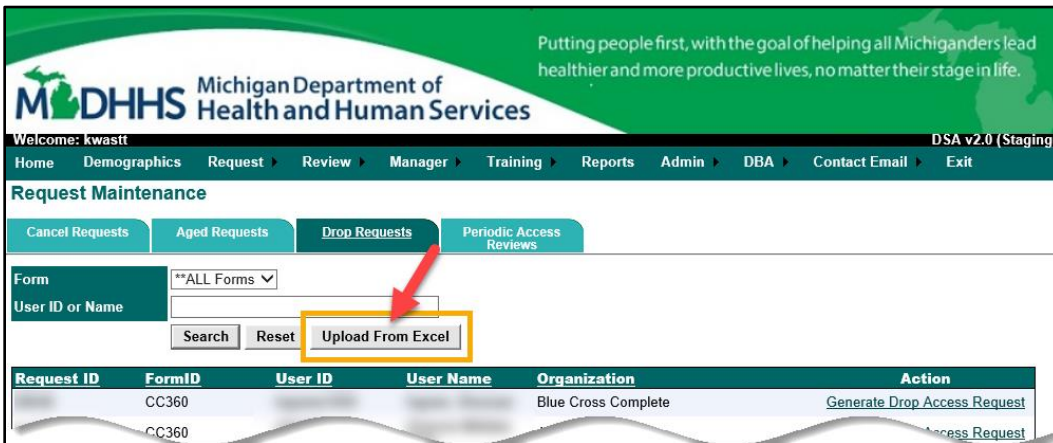 Putting people first, with the goal of helping all Michiganders lead
healthier and more productive lives, no matter their stage in life.
MDHHS Michigan Department of
Health and Human Services
Welcome: kwastt DSA v2.0 (Staging
Home Demographics Request Review Manager Training Reports Admin DBA Contact Email Exit
Request Maintenance
Cancel Requests Aged Requests Drop Requests Periodic Access
Reviews
Form **ALL Forms
User ID or Name
Search Reset Upload From Excel
Request ID FormID User ID User Name Organization Action
CC360 Blue Cross Complete Generate Drop Access Request
CC360 Access Request